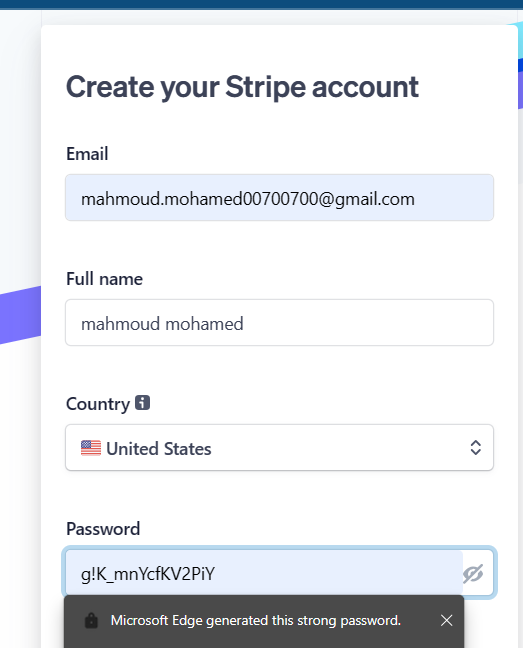 Create your Stripe account
Email
mahmoud.mohamed00700700@gmail.com
Full name
mahmoud mohamed
Country
United States
Password
g!K_mnYcfKV2PiY
Microsoft Edge generated this strong password.